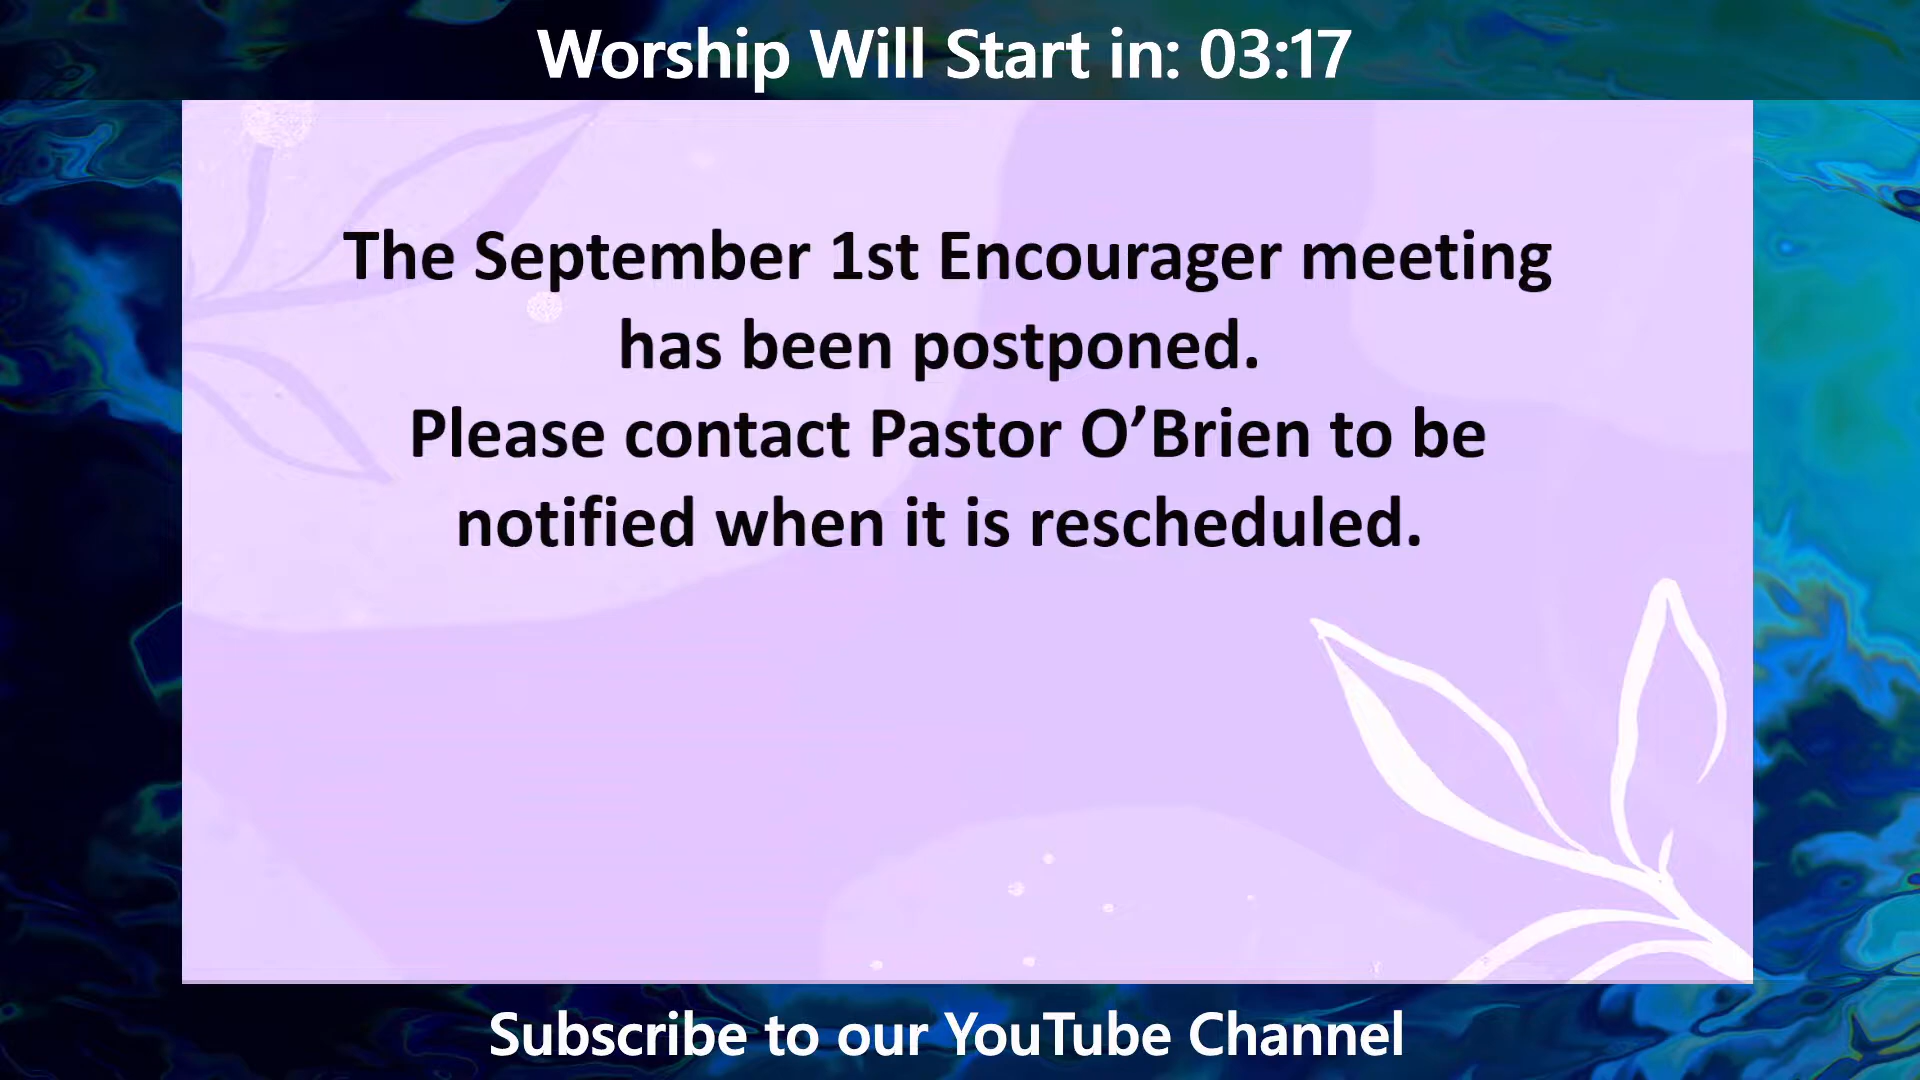 Worship Will Start in: 03:17
The September 1st Encourager meeting
has been postponed.
Please contact Pastor O’Brien to be
notified when it is rescheduled.
Subscribe to our YouTube Channel